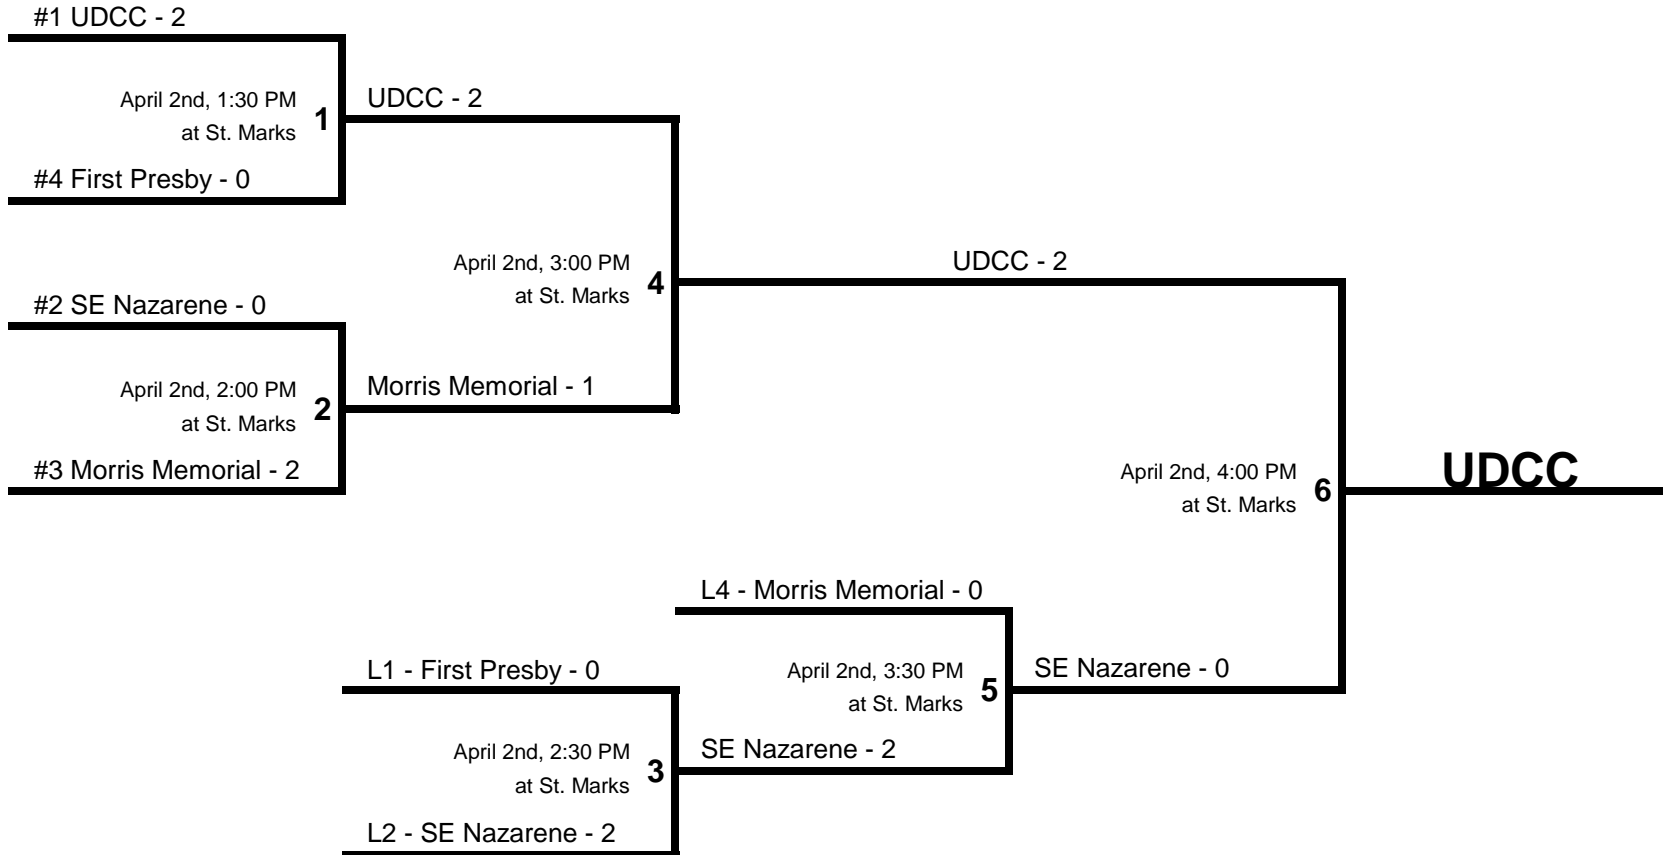 #1 UDCC - 2
April 2nd, 1:30 PM
at St. Marks
1
#4 First Presby - 0
UDCC - 2
#2 SE Nazarene - 0
April 2nd, 2:00 PM
at St. Marks
2
#3 Morris Memorial - 2
Morris Memorial - 1
April 2nd, 3:00 PM
at St. Marks
4
UDCC - 2
L1 - First Presby - 0
April 2nd, 2:30 PM
at St. Marks
3
L2 - SE Nazarene - 2
L4 - Morris Memorial - 0
April 2nd, 3:30 PM
at St. Marks
5
SE Nazarene - 2
SE Nazarene - 0
April 2nd, 4:00 PM
at St. Marks
6
UDCC